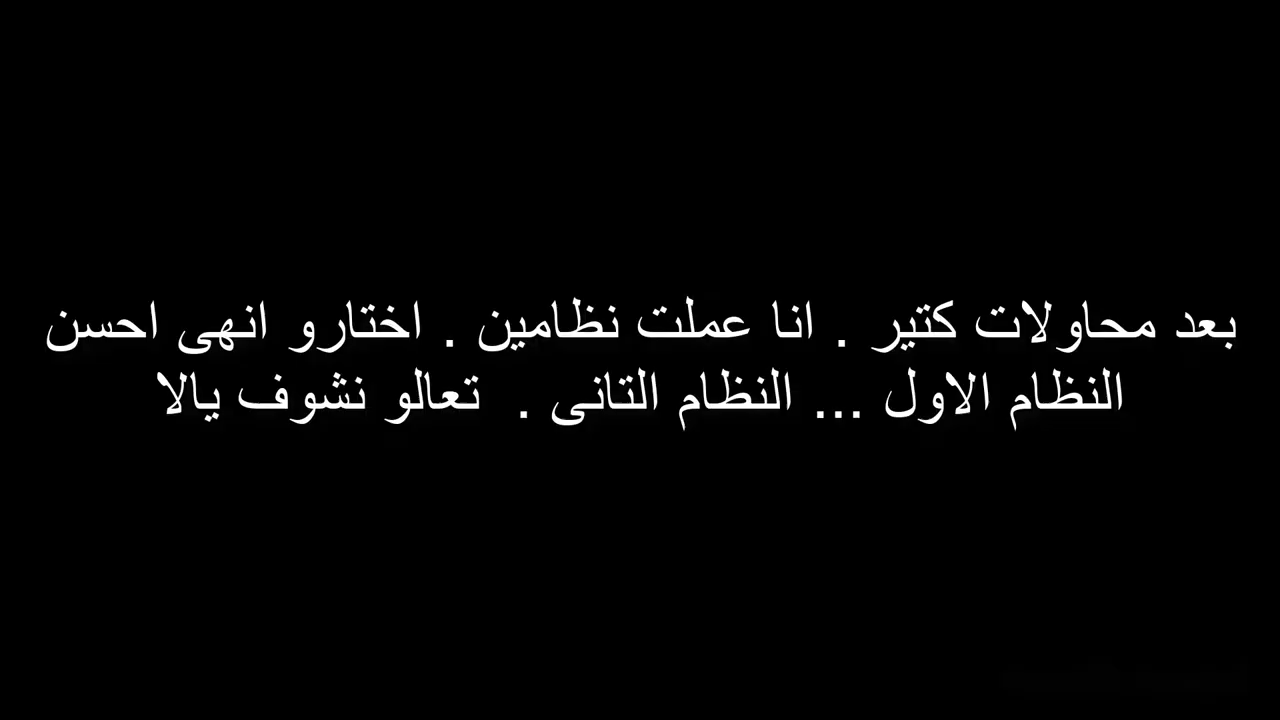 بعد محاولات كتير . انا عملت نظامين . اختارو انهى احسن
النظام الاول ... النظام التانى . تعالو نشوف يالا